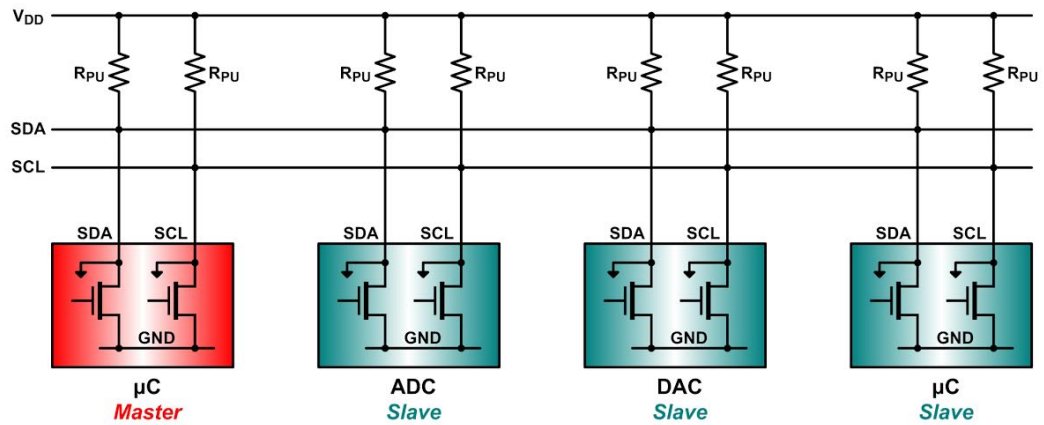 VDD
RPU RPU RPU RPU RPU RPU RPU RPU
SDA
SCL
SDA SCL SDA SCL SDA SCL SDA SCL
GND GND GND GND
µC ADC DAC µC
Master Slave Slave Slave